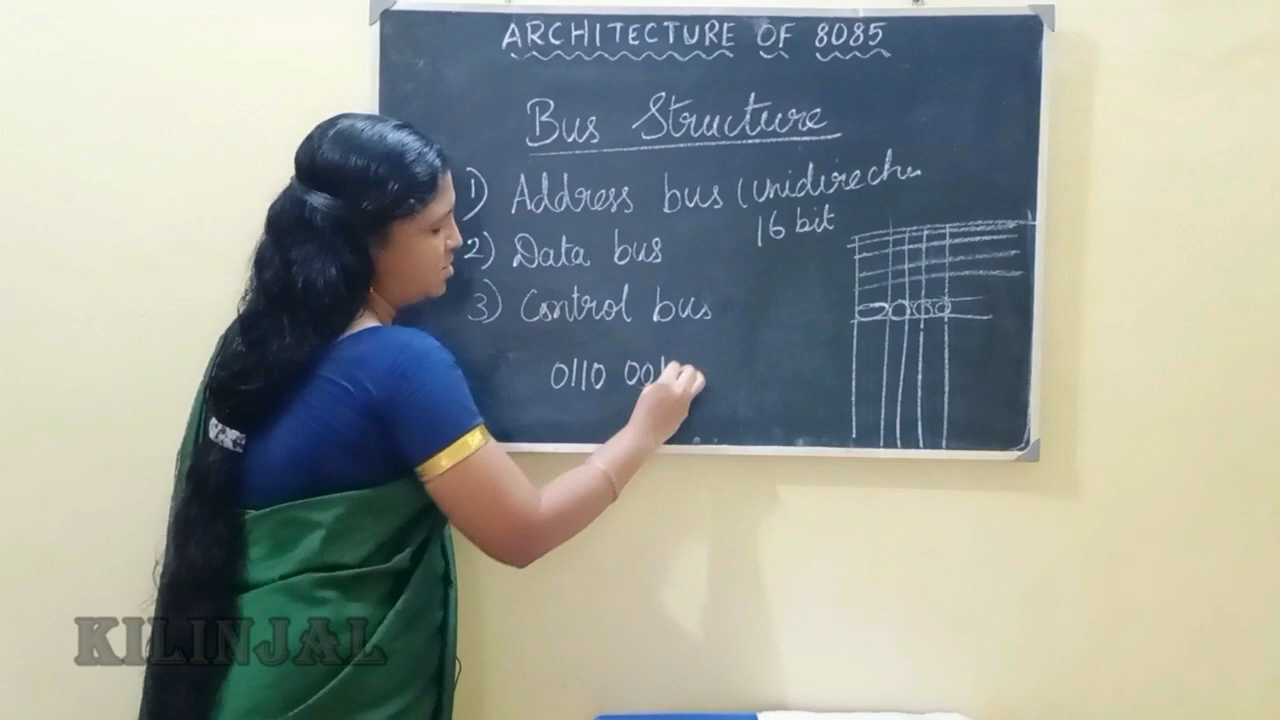 ARCHITECTURE OF 8085
Bus Structure
1) Address bus (Unidirection
16 bit
2) Data bus
3) Control bus
0110 001
KILINJAL